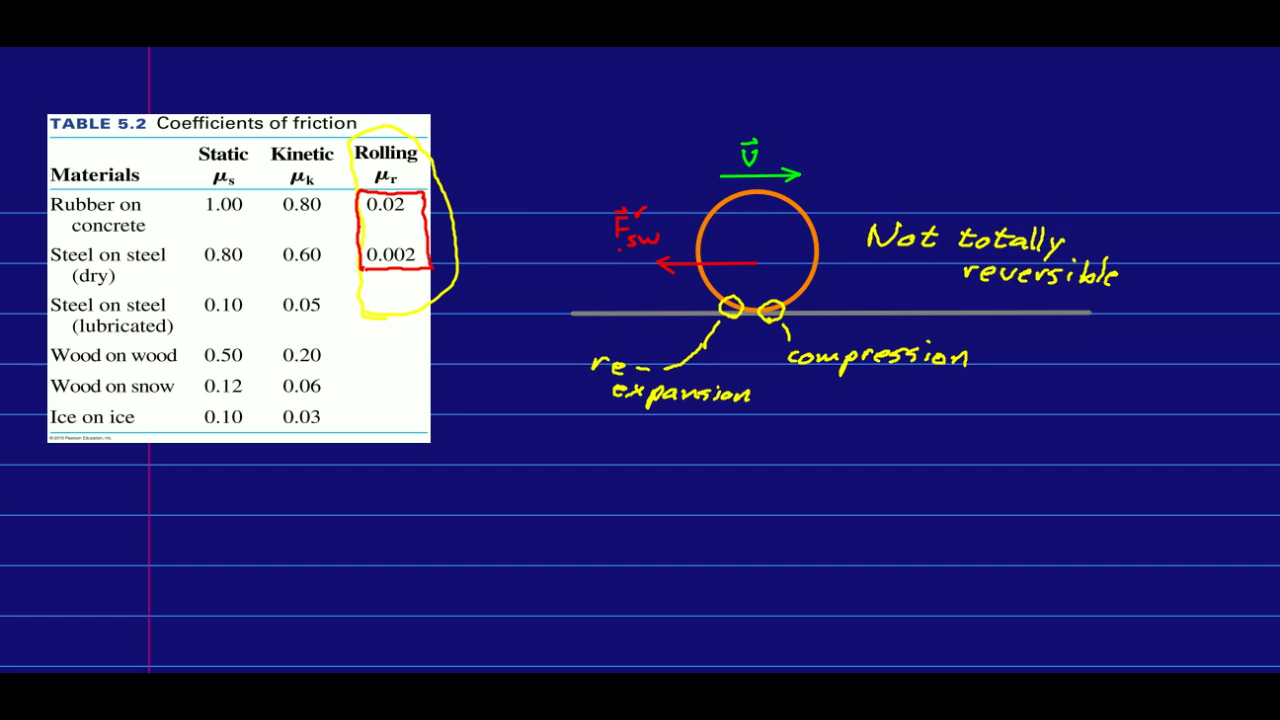 TABLE 5.2 Coefficients of friction
Materials Static μs Kinetic μk Rolling μr
Rubber on concrete 1.00 0.80 0.02
Steel on steel (dry) 0.80 0.60 0.002
Steel on steel (lubricated) 0.10 0.05
Wood on wood 0.50 0.20
Wood on snow 0.12 0.06
Ice on ice 0.10 0.03
v
F r sw
Not totally
reversible
compression
re-
expansion